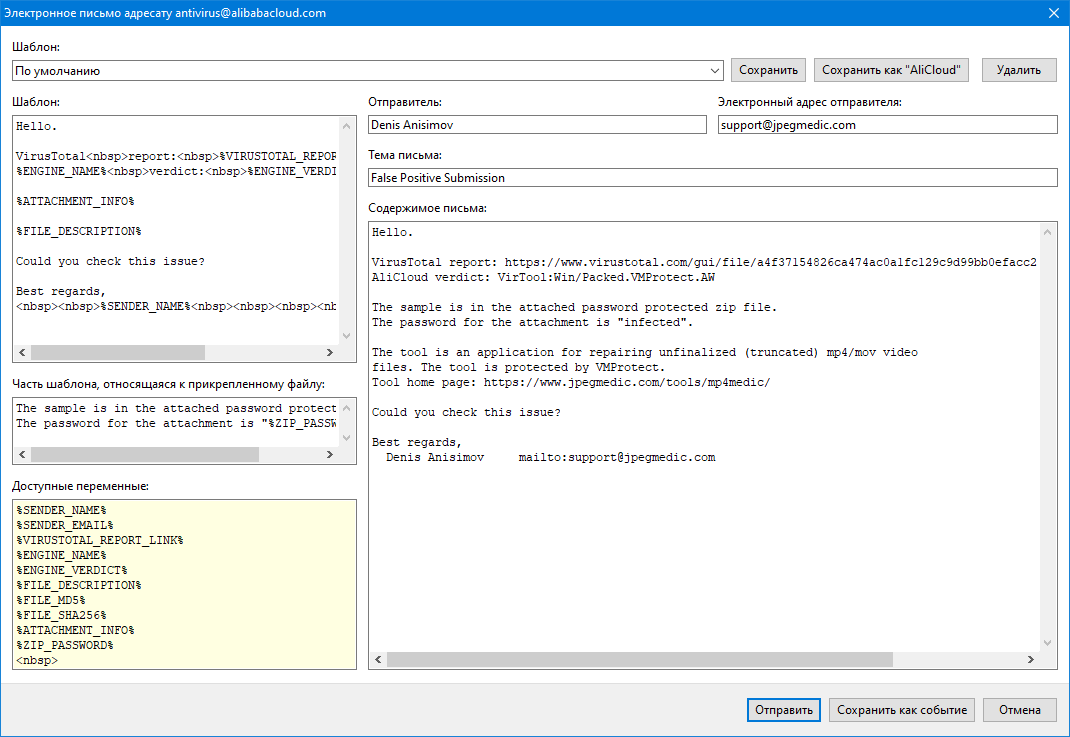 Электронное письмо адресату antivirus@alibabacloud.com
Шаблон:
По умолчанию
Сохранить
Сохранить как "AliCloud"
Удалить
Шаблон:
Hello.
VirusTotal<nbsp>report:<nbsp>%VIRUSTOTAL_REPOR
%ENGINE_NAME%<nbsp>verdict:<nbsp>%ENGINE_VERDI
%ATTACHMENT_INFO%
%FILE_DESCRIPTION%
Could you check this issue?
Best regards,
<nbsp><nbsp>%SENDER_NAME%<nbsp><nbsp><nbsp><nb
Часть шаблона, относящаяся к прикрепленному файлу:
The sample is in the attached password protect
The password for the attachment is "%ZIP_PASSW
Доступные переменные:
%SENDER_NAME%
%SENDER_EMAIL%
%VIRUSTOTAL_REPORT_LINK%
%ENGINE_NAME%
%ENGINE_VERDICT%
%FILE_DESCRIPTION%
%FILE_MD5%
%FILE_SHA256%
%ATTACHMENT_INFO%
%ZIP_PASSWORD%
<nbsp>
Отправитель:
Denis Anisimov
Электронный адрес отправителя:
support@jpegmedic.com
Тема письма:
False Positive Submission
Содержимое письма:
Hello.
VirusTotal report: https://www.virustotal.com/gui/file/a4f37154826ca474ac0a1fc129c9d99bb0efacc2
AliCloud verdict: VirTool:Win/Packed.VMProtect.AW
The sample is in the attached password protected zip file.
The password for the attachment is "infected".
The tool is an application for repairing unfinalized (truncated) mp4/mov video
files. The tool is protected by VMProtect.
Tool home page: https://www.jpegmedic.com/tools/mp4medic/
Could you check this issue?
Best regards,
Denis Anisimov mailto:support@jpegmedic.com
Отправить
Сохранить как событие
Отмена